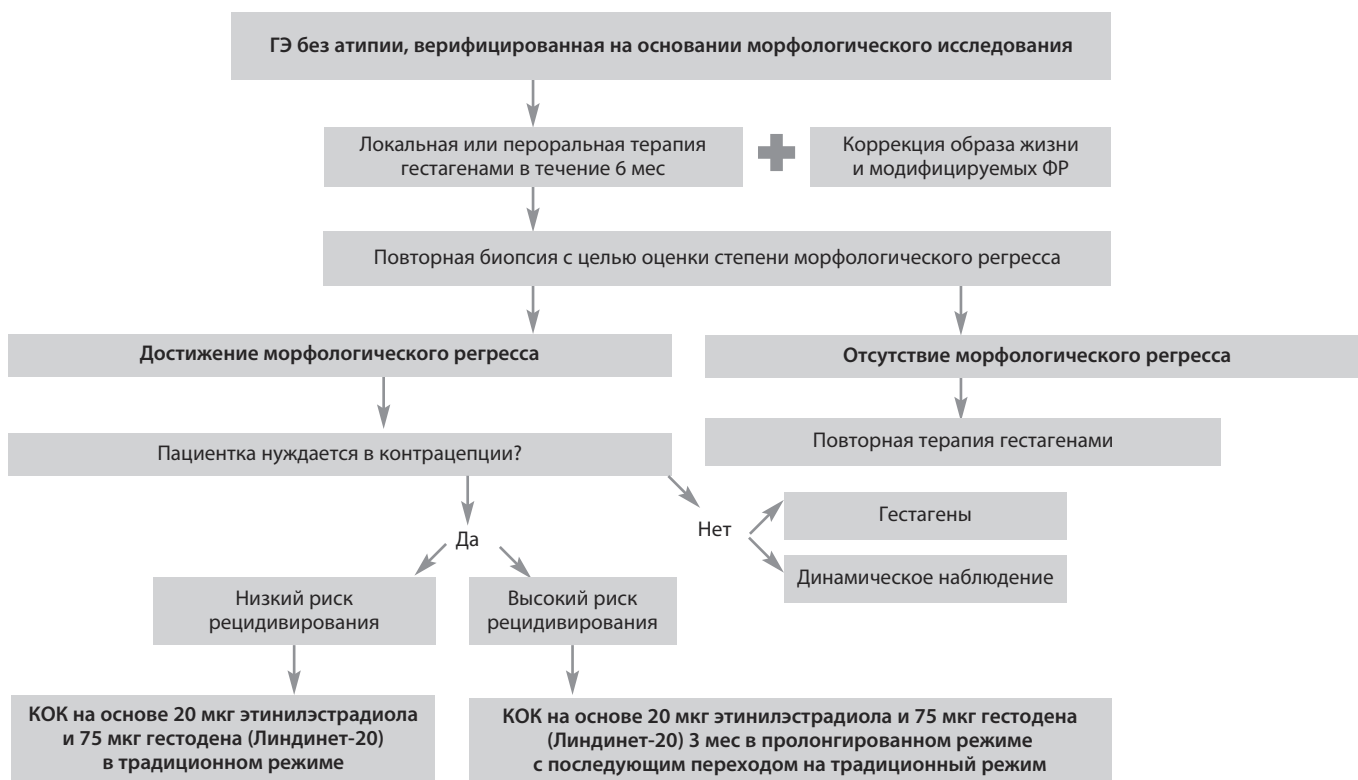 ГЭ без атипии, верифицированная на основании морфологического исследования
Локальная или пероральная терапия
гестагенами в течение 6 мес
Коррекция образа жизни
и модифицируемых ФР
Повторная биопсия с целью оценки степени морфологического регресса
Достижение морфологического регресса
Отсутствие морфологического регресса
Пациентка нуждается в контрацепции?
Повторная терапия гестагенами
Да
Нет
Гестагены
Динамическое наблюдение
Низкий риск
рецидивирования
Высокий риск
рецидивирования
КОК на основе 20 мкг этинилэстрадиола
и 75 мкг гестодена (Линдинет-20)
в традиционном режиме
КОК на основе 20 мкг этинилэстрадиола и 75 мкг гестодена
(Линдинет-20) 3 мес в пролонгированном режиме
с последующим переходом на традиционный режим